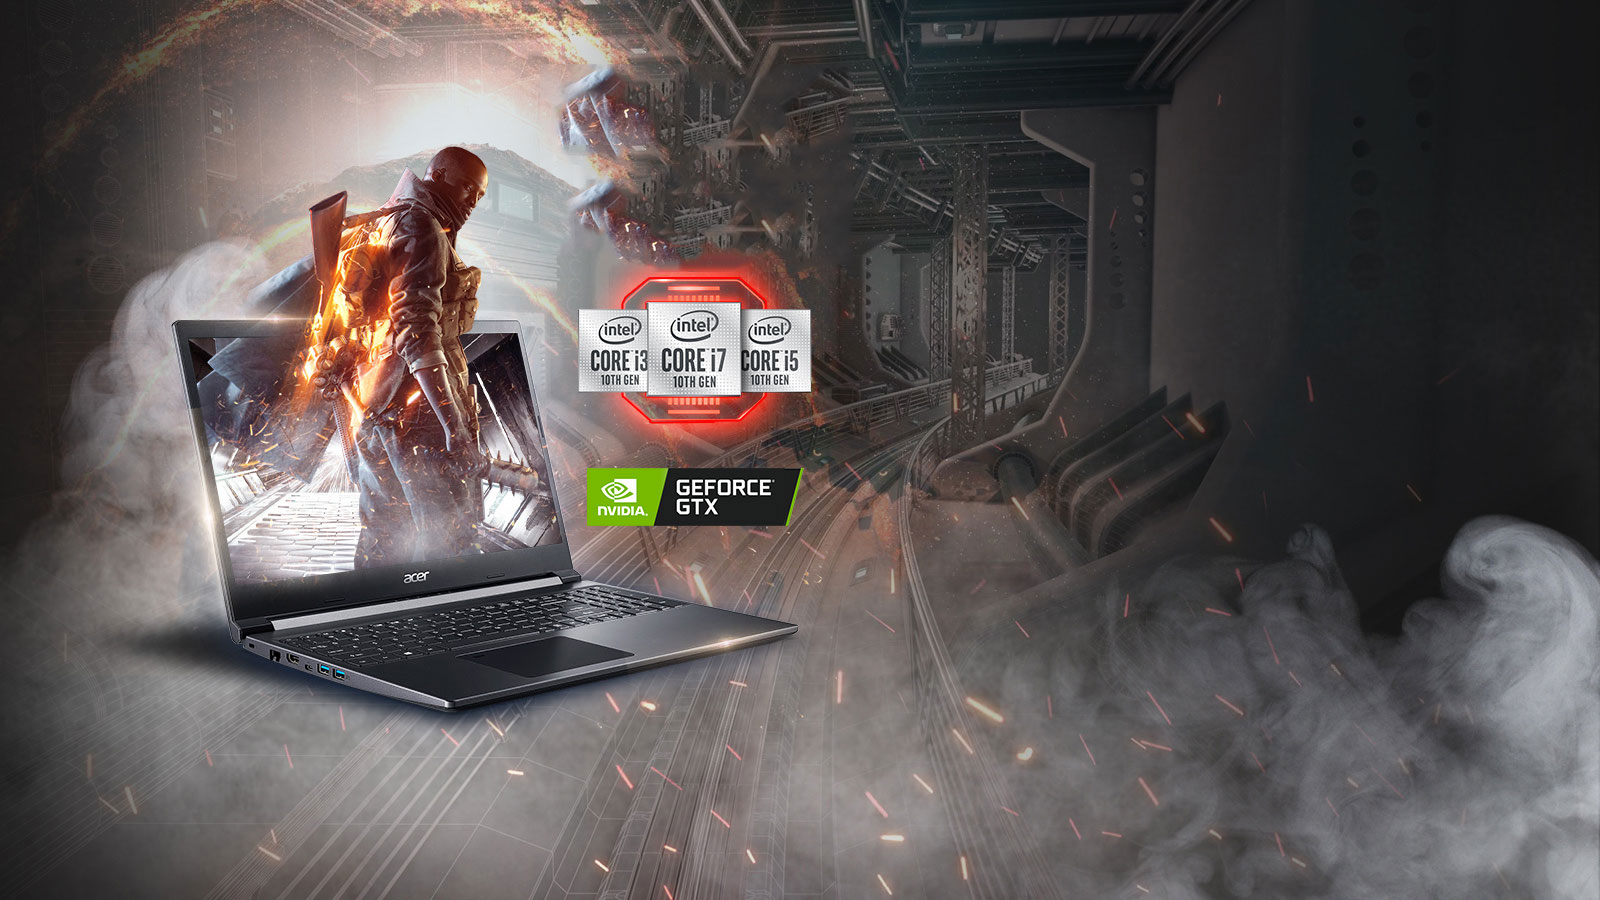 intel
CORE i3
10TH GEN
intel
CORE i7
10TH GEN
intel
CORE i5
10TH GEN
NVIDIA.
GEFORCE
GTX
acer